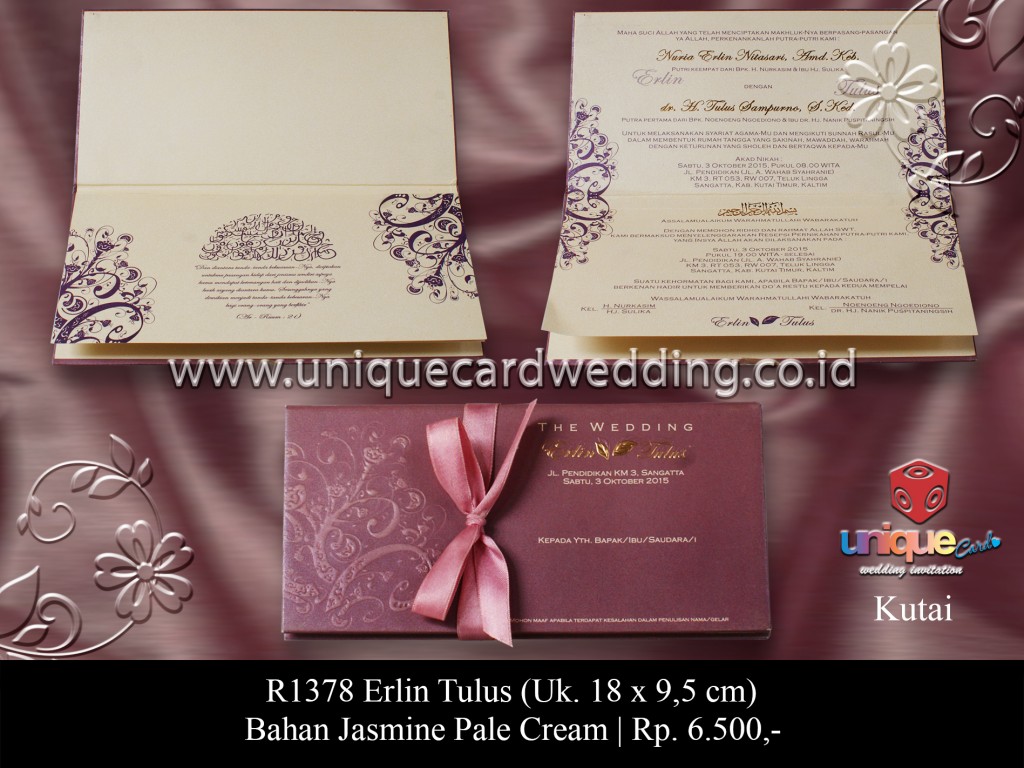 "Dan diantara tanda-tanda kekuasaan-Nya, diciptakan
untukmu pasangan hidup dari jenismu sendiri supaya
kamu mendapat ketenangan hati dan dijadikan-Nya
kasih sayang diantara kamu. Sesungguhnya yang
demikian menjadi tanda-tanda kekuasaan-Nya
bagi orang-orang yang berfikir."
(Ar - Ruum : 21)
Maha suci Allah yang telah menciptakan makhluk-Nya berpasang-pasangan
Ya Allah, perkenankanlah putra-putri kami :
Nuria Erlin Nitasari, Amd. Keb.
Putri keempat dari Bpk. H. Nurkasim & Ibu Hj. Sulika
Erlin
dengan
Tulus
dr. H. Tulus Sampurno, S.Ked.
Putra pertama dari Bpk. Noengeng Ngoediono & Ibu dr. Hj. Nanik Puspitaningsih
Untuk melaksanakan syariat agama-Mu dan mengikuti sunnah Rasul-Mu
dalam membentuk rumah tangga yang sakinah, mawaddah, warahmah
dengan keturunan yang sholeh dan bertaqwa kepada-Mu
Akad Nikah :
Sabtu, 3 Oktober 2015, Pukul 08.00 WITA
Jl. Pendidikan (Jl. A. Wahab Syahranie)
KM 3, RT 053, RW 007, Teluk Lingga
Sangatta, Kab. Kutai Timur, Kaltim
Assalamualaikum Warahmatullahi Wabarakatuh
Dengan memohon ridho dan rahmat Allah SWT.
kami bermaksud menyelenggarakan Resepsi Pernikahan putra-putri kami
yang Insya Allah akan dilaksanakan pada :
Sabtu, 3 Oktober 2015
Pukul 19.00 WITA - selesai
Jl. Pendidikan (Jl. A. Wahab Syahranie)
KM 3, RT 053, RW 007, Teluk Lingga
Sangatta, Kab. Kutai Timur, Kaltim
Suatu kehormatan bagi kami, apabila Bapak/Ibu/Saudara/i
berkenan hadir untuk memberikan do'a restu kepada kedua mempelai
Wassalamualaikum Warahmatullahi Wabarakatuh
Kel. H. Nurkasim
Hj. Sulika
Kel. Noengeng Ngoediono
dr. Hj. Nanik Puspitaningsih
Erlin Tulus
www.uniquecardwedding.co.id
The Wedding
Erlin Tulus
Jl. Pendidikan KM 3, Sangatta
Sabtu, 3 Oktober 2015
Kepada Yth. Bapak/Ibu/Saudara/i
Mohon maaf apabila terdapat kesalahan dalam penulisan nama/gelar
unique Card
wedding invitation
Kutai
R1378 Erlin Tulus (Uk. 18 x 9,5 cm)
Bahan Jasmine Pale Cream | Rp. 6.500,-